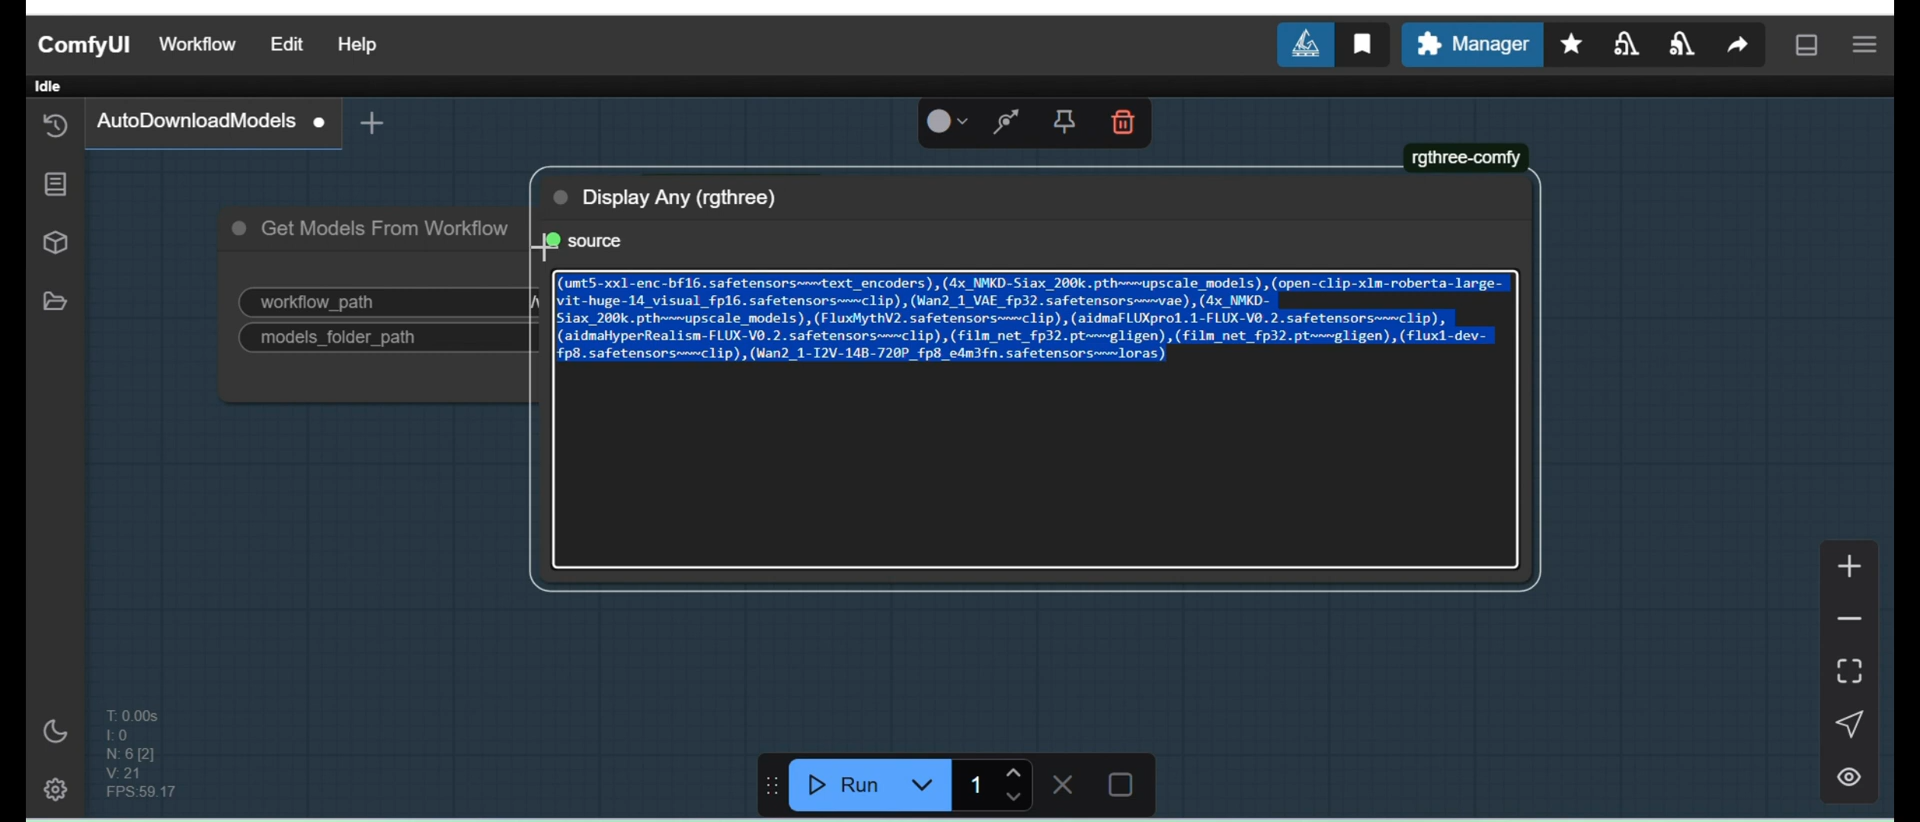 ComfyUI Workflow Edit Help Manager
Idle
AutoDownloadModels
rgthree-comfy
Display Any (rgthree)
Get Models From Workflow
source
workflow_path
models_folder_path
(umt5-xxl-enc-bf16.safetensors~~~text_encoders),(4x_NMKD-Siax_200k.pth~~~upscale_models),(open-clip-xlm-roberta-large-
vit-huge-14_visual_fp16.safetensors~~~clip),(Wan2_1_VAE_fp32.safetensors~~~vae),(4x_NMKD-
Siax_200k.pth~~~upscale_models),(FluxMythV2.safetensors~~~clip),(aidmaFLUXpro1.1-FLUX-V0.2.safetensors~~~clip),
(aidmaHyperRealism-FLUX-V0.2.safetensors~~~clip),(film_net_fp32.pt~~~gligen),(film_net_fp32.pt~~~gligen),(flux1-dev-
fp8.safetensors~~~clip),(Wan2_1-I2V-14B-720P_fp8_e4m3fn.safetensors~~~loras)
T: 0.00s
I: 0
N: 6 [2]
V: 21
FPS:59.17
Run 1